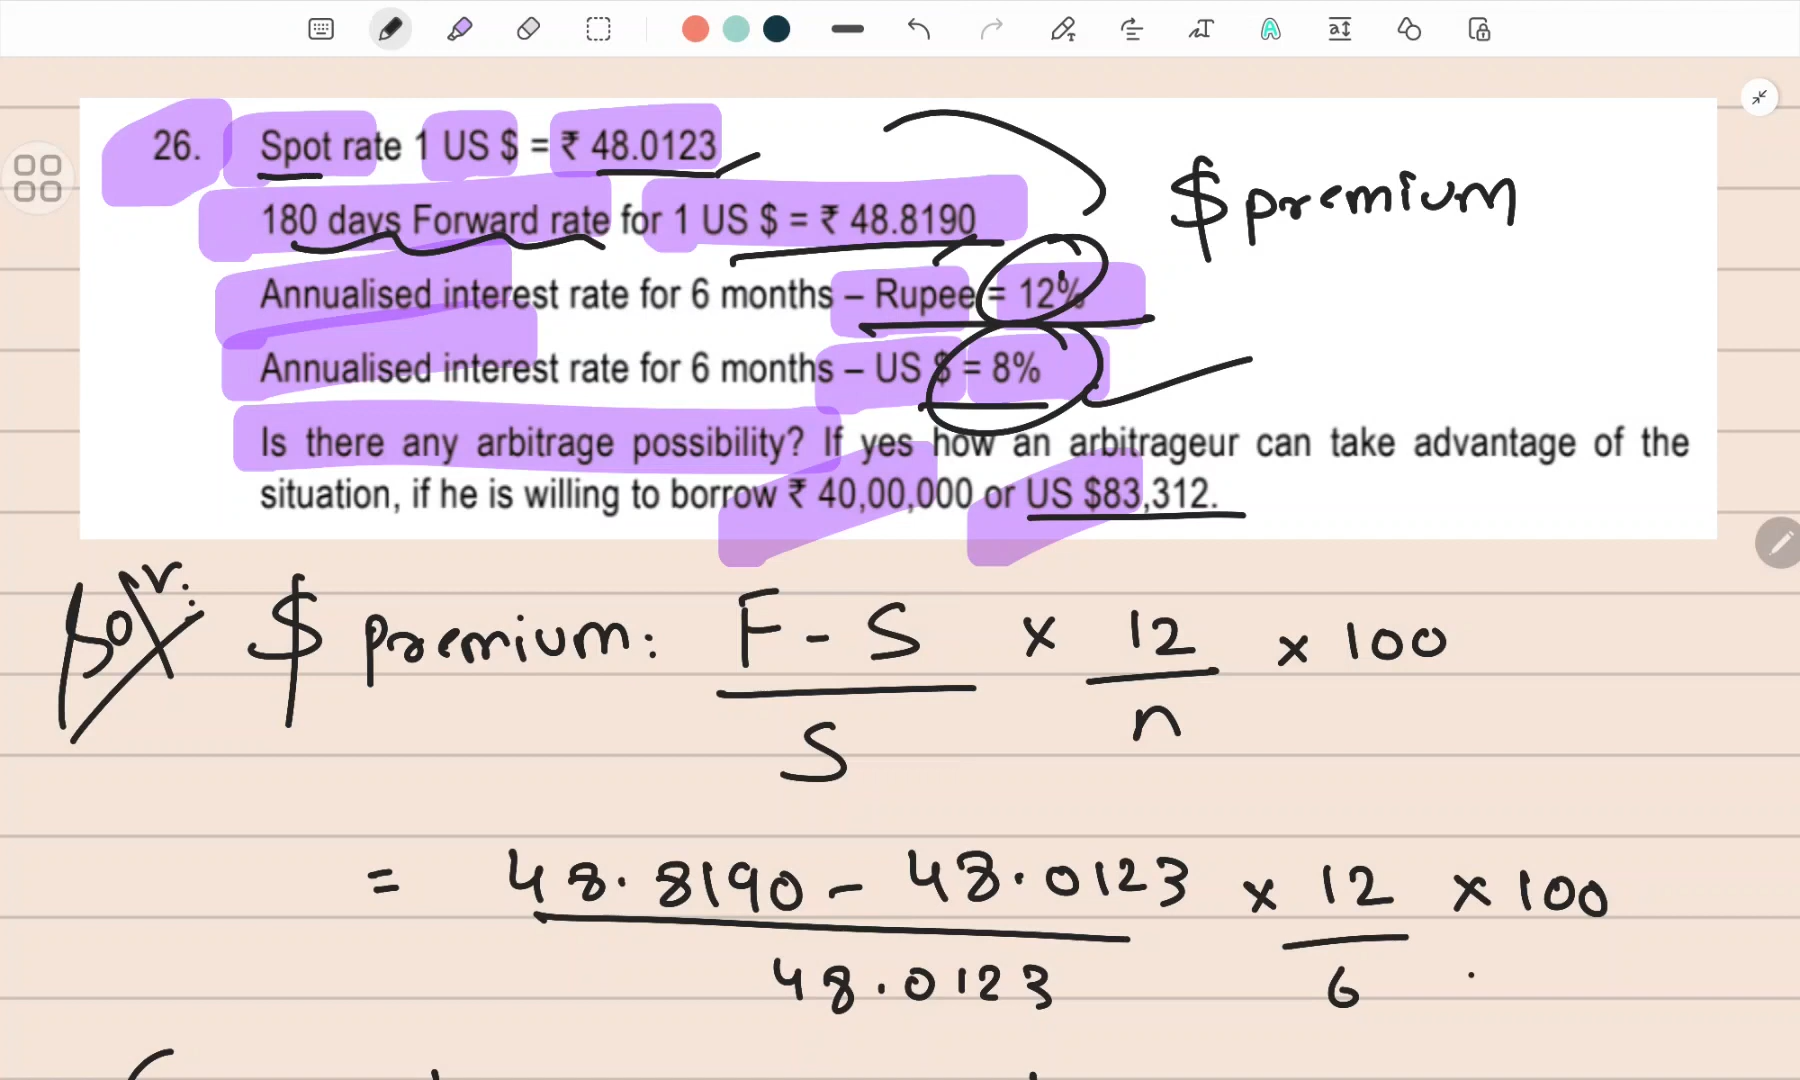 26. Spot rate 1 US $ = ₹ 48.0123
180 days Forward rate for 1 US $ = ₹ 48.8190
$ premium
Annualised interest rate for 6 months – Rupee = 12%
Annualised interest rate for 6 months – US $ = 8%
Is there any arbitrage possibility? If yes how an arbitrageur can take advantage of the
situation, if he is willing to borrow ₹ 40,00,000 or US $83,312.
$ premium: F - S × 12 × 100
S n
= 48.8190 - 48.0123 × 12 × 100
48.0123 6